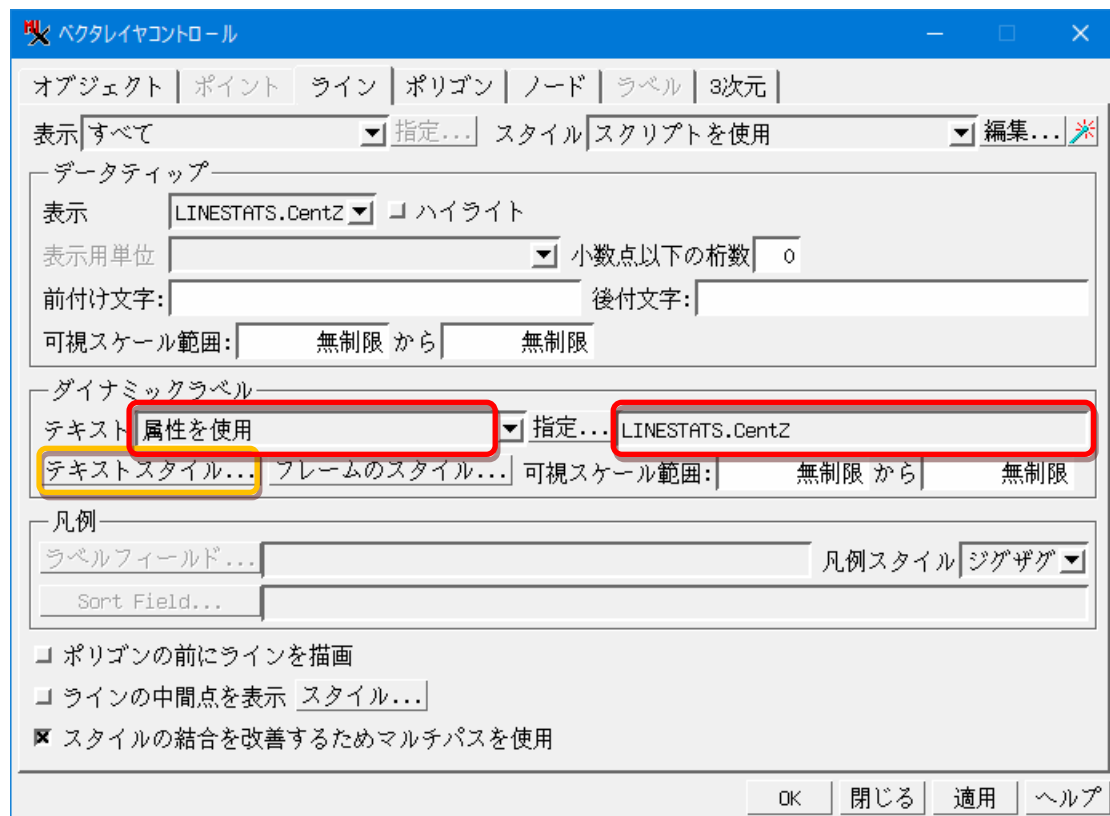 ベクタレイヤコントロール
オブジェクト ポイント ライン ポリゴン ノード ラベル 3次元
表示 すべて 指定... スタイル スクリプトを使用 編集...
データティップ
表示 LINESTATS.CentZ ハイライト
表示用単位 小数点以下の桁数 0
前付け文字: 後付文字:
可視スケール範囲: 無制限 から 無制限
ダイナミックラベル
テキスト 属性を使用 指定... LINESTATS.CentZ
テキストスタイル... フレームのスタイル... 可視スケール範囲: 無制限 から 無制限
凡例
ラベルフィールド... 凡例スタイル ジグザグ
Sort Field...
ポリゴンの前にラインを描画
ラインの中間点を表示 スタイル...
スタイルの結合を改善するためマルチパスを使用
OK 閉じる 適用 ヘルプ